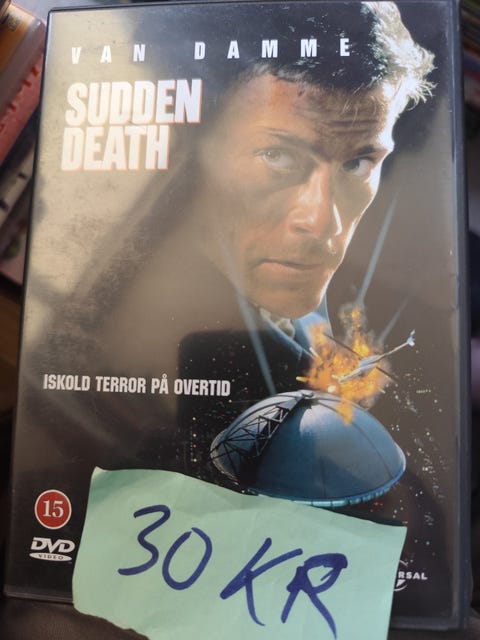 VAN DAMME
SUDDEN
DEATH
ISKOLD TERROR PÅ OVERTID
15
DVD
VIDEO
30 KR